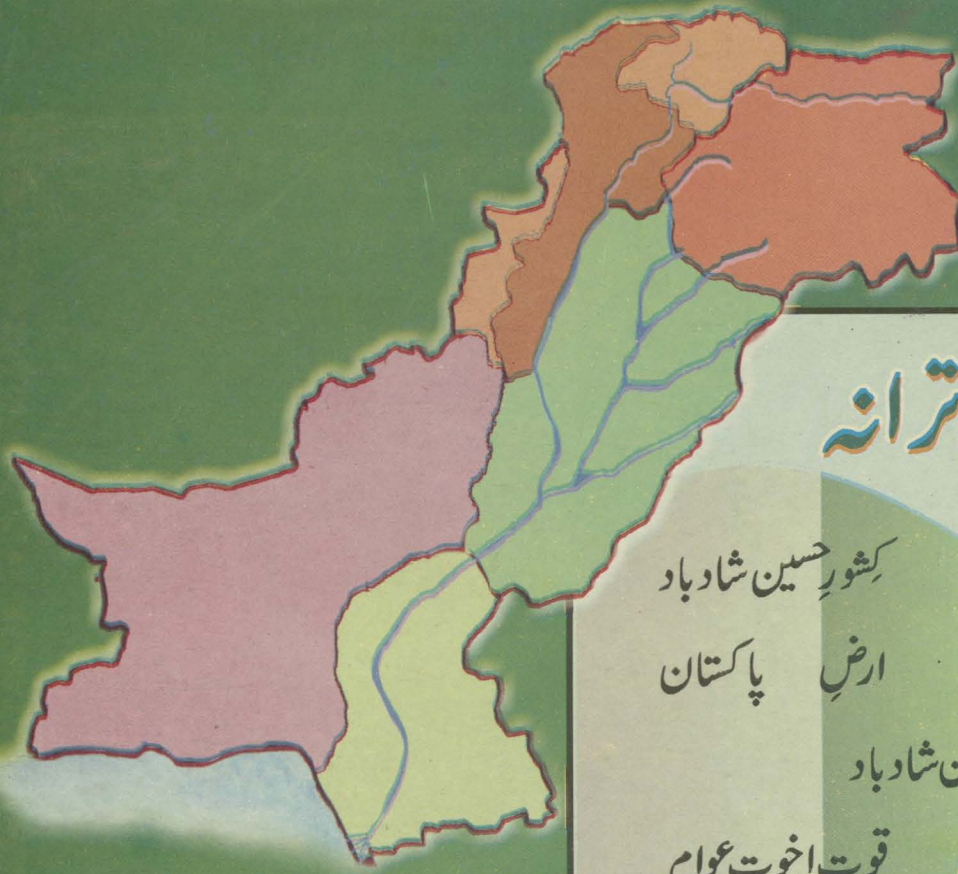 ترانہ
کِشورِ حسین شاد باد
ارضِ پاکستان
شاد باد
قوت اخوت عوام